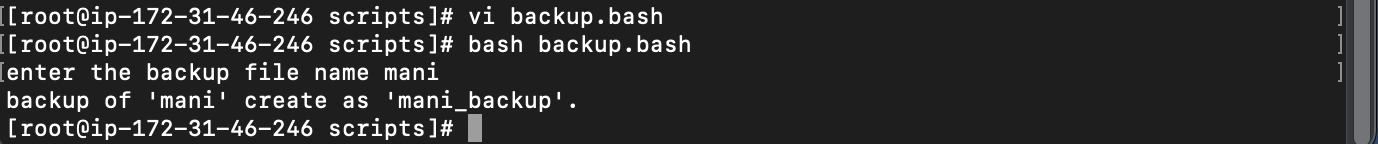 [[root@ip-172-31-46-246 scripts]# vi backup.bash ]
[[root@ip-172-31-46-246 scripts]# bash backup.bash ]
[enter the backup file name mani ]
backup of 'mani' create as 'mani_backup'.
[root@ip-172-31-46-246 scripts]#